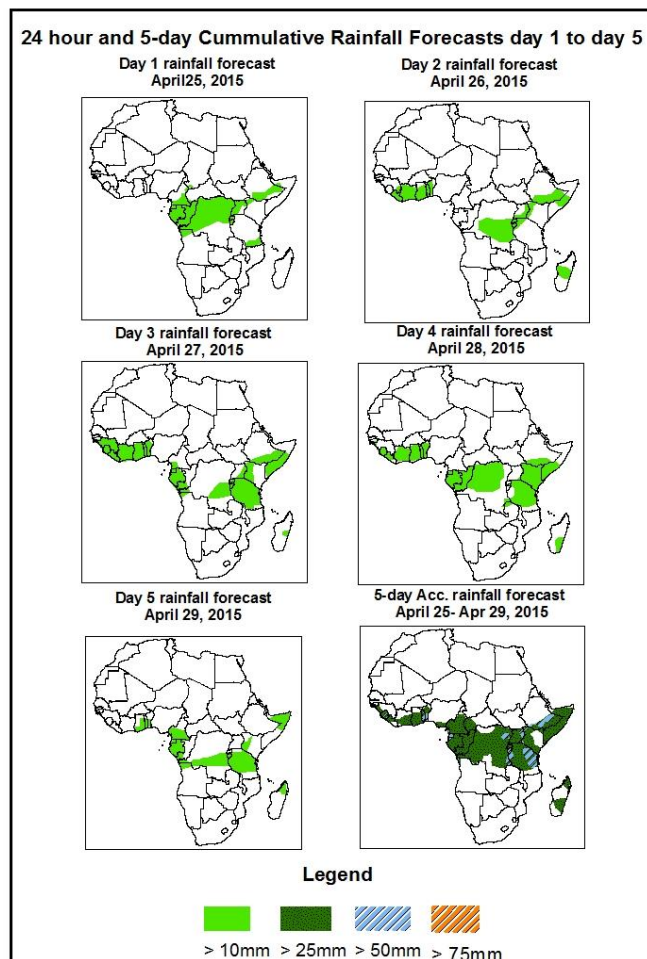 24 hour and 5-day Cummulative Rainfall Forecasts day 1 to day 5
Day 1 rainfall forecast
April25, 2015
Day 2 rainfall forecast
April 26, 2015
Day 3 rainfall forecast
April 27, 2015
Day 4 rainfall forecast
April 28, 2015
Day 5 rainfall forecast
April 29, 2015
5-day Acc. rainfall forecast
April 25- Apr 29, 2015
Legend
> 10mm > 25mm > 50mm > 75mm